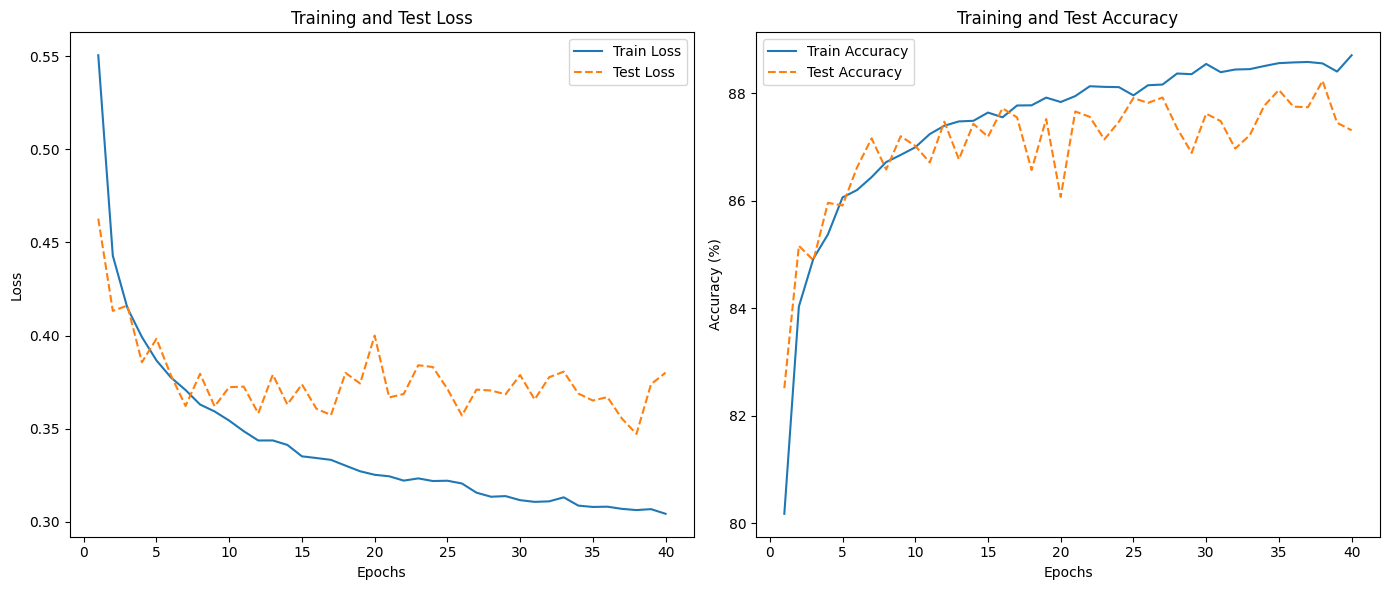 Training and Test Loss
Train Loss
Test Loss
0.55
0.50
0.45
0.40
0.35
0.30
Loss
0 5 10 15 20 25 30 35 40
Epochs
Training and Test Accuracy
Train Accuracy
Test Accuracy
88
86
84
82
80
Accuracy (%)
0 5 10 15 20 25 30 35 40
Epochs